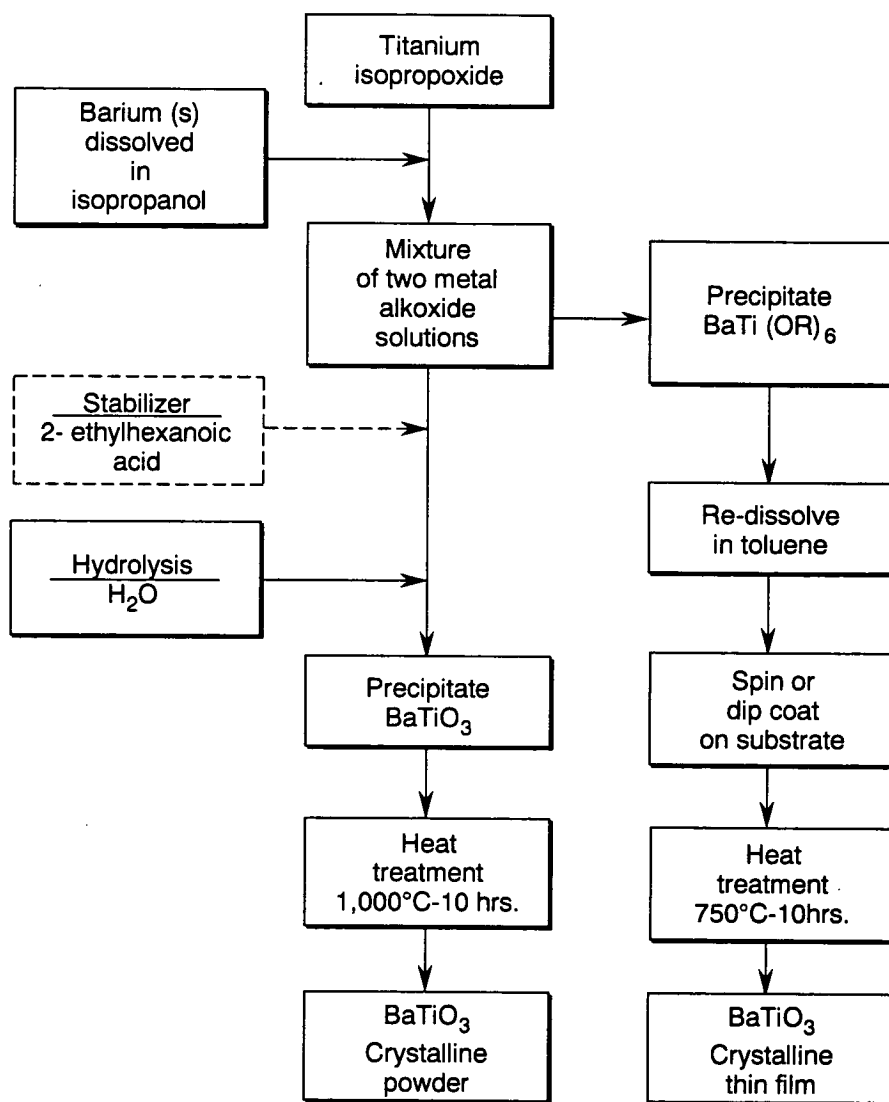 Titanium
isopropoxide
Barium (s)
dissolved
in
isopropanol
Mixture
of two metal
alkoxide
solutions
Precipitate
BaTi (OR)6
Stabilizer
2- ethylhexanoic
acid
Re-dissolve
in toluene
Hydrolysis
H2O
Precipitate
BaTiO3
Spin or
dip coat
on substrate
Heat
treatment
1,000°C-10 hrs.
Heat
treatment
750°C-10hrs.
BaTiO3
Crystalline
powder
BaTiO3
Crystalline
thin film